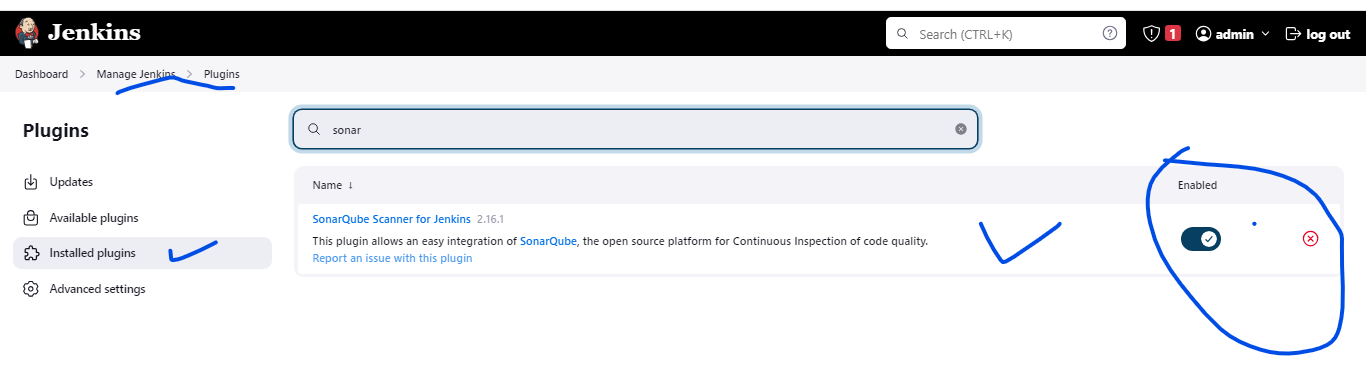 Jenkins
Search (CTRL+K)
1
admin
log out
Dashboard > Manage Jenkins > Plugins
Plugins
sonar
Updates
Available plugins
Installed plugins
Advanced settings
Name ↓
Enabled
SonarQube Scanner for Jenkins 2.16.1
This plugin allows an easy integration of SonarQube, the open source platform for Continuous Inspection of code quality.
Report an issue with this plugin